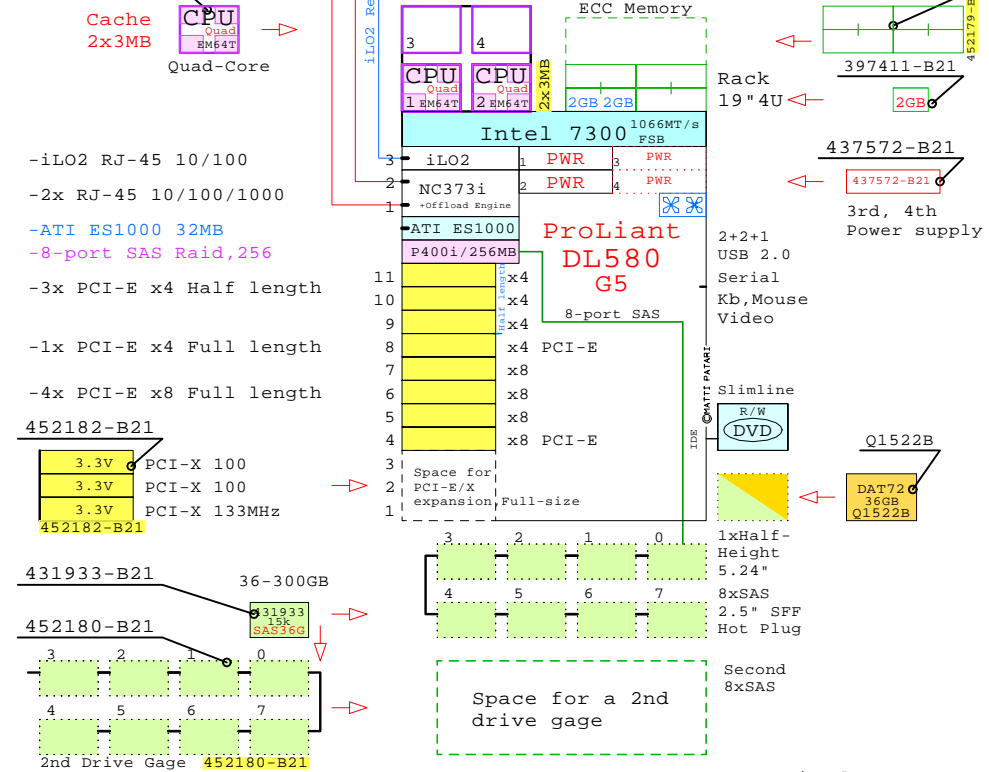 Cache
2x3MB
CPU
Quad
EM64T
Quad-Core
iLO2 Re
ECC Memory
3
4
CPU
Quad
1 EM64T
CPU
Quad
2 EM64T
2x3MB
2GB 2GB
Rack
19"4U
452179-B
397411-B21
2GB
Intel 7300
1066MT/s
FSB
-iLO2 RJ-45 10/100
-2x RJ-45 10/100/1000
-ATI ES1000 32MB
-8-port SAS Raid,256
-3x PCI-E x4 Half length
-1x PCI-E x4 Full length
-4x PCI-E x8 Full length
3
iLO2
2
NC373i
1
+Offload Engine
ATI ES1000
P400i/256MB
1 PWR
2 PWR
3 PWR
4 PWR
437572-B21
437572-B21
3rd, 4th
Power supply
ProLiant
DL580
G5
2+2+1
USB 2.0
Serial
Kb,Mouse
Video
Half length
11 x4
10 x4
9 x4
8 x4 PCI-E
7 x8
6 x8
5 x8
4 x8 PCI-E
8-port SAS
©MATTI PATARI
Slimline
R/W
DVD
IDE
3
2
1
Space for
PCI-E/X
expansion,Full-size
452182-B21
3.3V PCI-X 100
3.3V PCI-X 100
3.3V PCI-X 133MHz
452182-B21
Q1522B
DAT72
36GB
Q1522B
1xHalf-
Height
5.24"
3 2 1 0
4 5 6 7
8xSAS
2.5" SFF
Hot Plug
431933-B21
36-300GB
431933
15k
SAS36G
452180-B21
3 2 1 0
4 5 6 7
2nd Drive Gage 452180-B21
Space for a 2nd
drive gage
Second
8xSAS